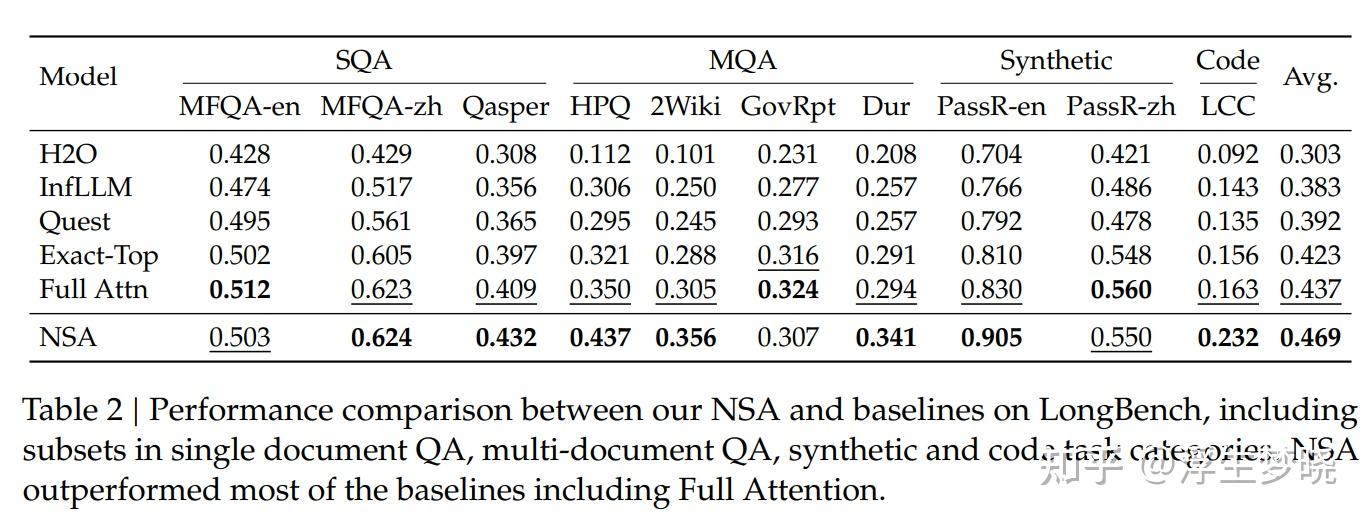 Model SQA MQA Synthetic Code Avg.
MFQA-en MFQA-zh Qasper HPQ 2Wiki GovRpt Dur PassR-en PassR-zh LCC
H2O 0.428 0.429 0.308 0.112 0.101 0.231 0.208 0.704 0.421 0.092 0.303
InfLLM 0.474 0.517 0.356 0.306 0.250 0.277 0.257 0.766 0.486 0.143 0.383
Quest 0.495 0.561 0.365 0.295 0.245 0.293 0.257 0.792 0.478 0.135 0.392
Exact-Top 0.502 0.605 0.397 0.321 0.288 0.316 0.291 0.810 0.548 0.156 0.423
Full Attn 0.512 0.623 0.409 0.350 0.305 0.324 0.294 0.830 0.560 0.163 0.437
NSA 0.503 0.624 0.432 0.437 0.356 0.307 0.341 0.905 0.550 0.232 0.469
Table 2 | Performance comparison between our NSA and baselines on LongBench, including
subsets in single document QA, multi-document QA, synthetic and code task categories. NSA
outperformed most of the baselines including Full Attention.
知乎 @浮生梦晓